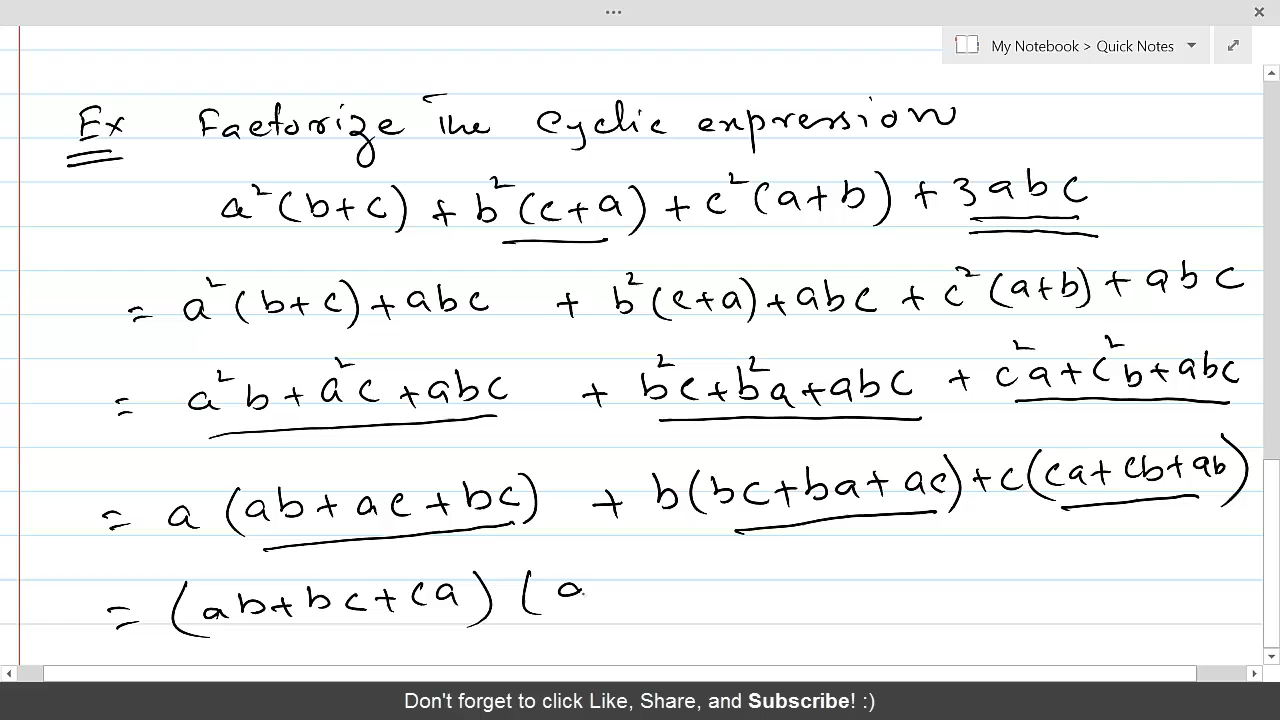 ...
My Notebook > Quick Notes
Ex Factorize the cyclic expression
a²(b+c) + b²(c+a) + c²(a+b) + 3abc
= a²(b+c) + abc + b²(c+a) + abc + c²(a+b) + abc
= a²b + a²c + abc + b²c + b²a + abc + c²a + c²b + abc
= a(ab+ac+bc) + b(bc+ba+ac) + c(ca+cb+ab)
= (ab+bc+ca) (a
Don't forget to click Like, Share, and Subscribe! :)